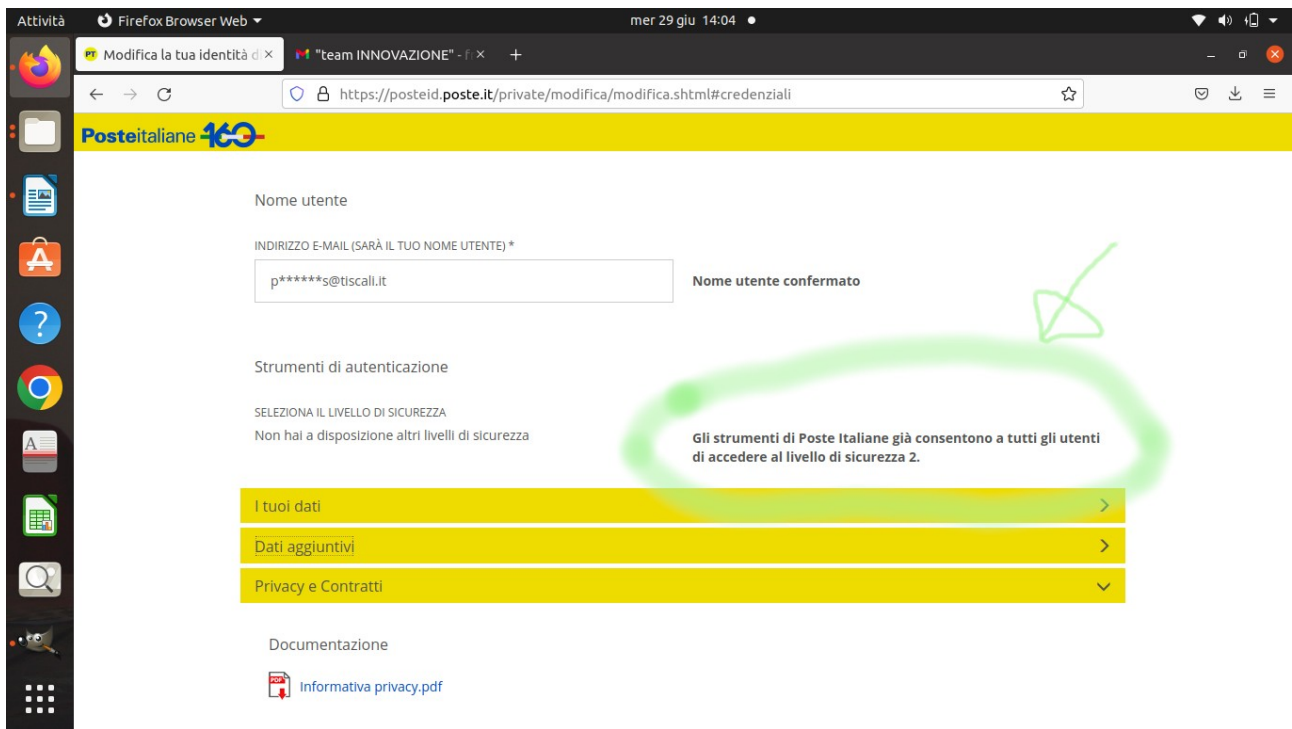 Attività
Firefox Browser Web
mer 29 giu 14:04
Modifica la tua identità d
"team INNOVAZIONE" - fr
https://posteid.poste.it/private/modifica/modifica.shtml#credenziali
Posteitaliane 160
Nome utente
INDIRIZZO E-MAIL (SARÀ IL TUO NOME UTENTE) *
p******s@tiscali.it
Nome utente confermato
Strumenti di autenticazione
SELEZIONA IL LIVELLO DI SICUREZZA
Non hai a disposizione altri livelli di sicurezza
Gli strumenti di Poste Italiane già consentono a tutti gli utenti
di accedere al livello di sicurezza 2.
I tuoi dati
Dati aggiuntivi
Privacy e Contratti
Documentazione
Informativa privacy.pdf